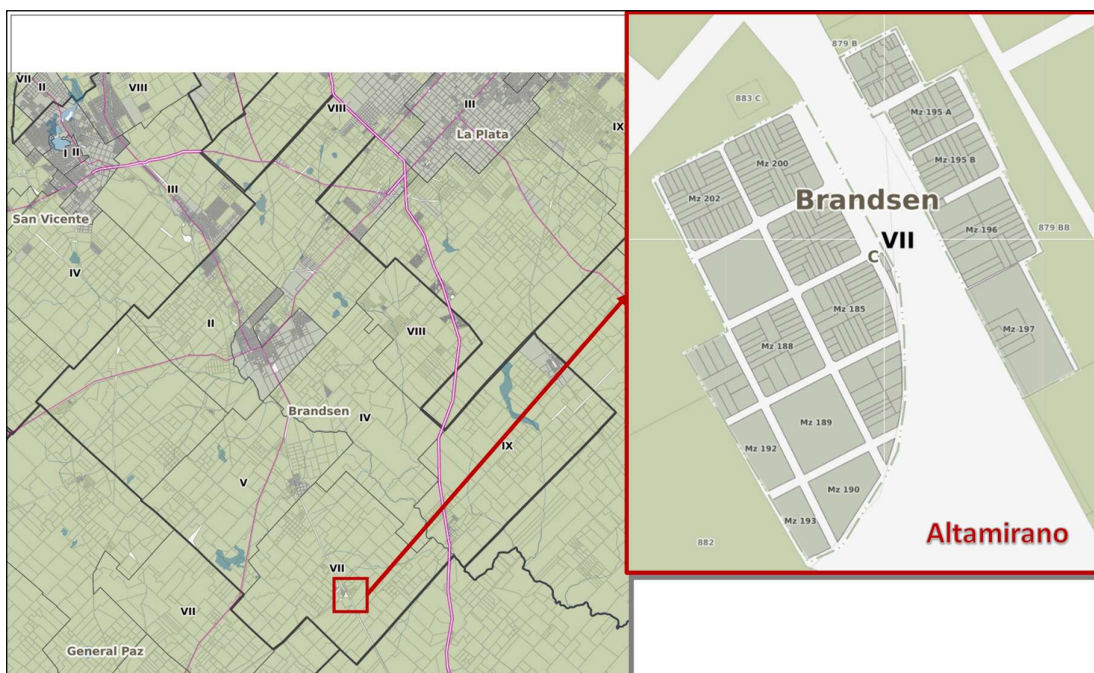 VII
II
VIII
I
II
III
San Vicente
IV
II
VIII
III
La Plata
IX
VIII
Brandsen
IV
V
IX
VII
VII
General Paz
879 B
883 C
Mz 195 A
Mz 200
Mz 195 B
Mz 202
Brandsen
Mz 196
879 BB
VII
C
Mz 185
Mz 197
Mz 188
Mz 189
Mz 192
Mz 190
Mz 193
882
Altamirano